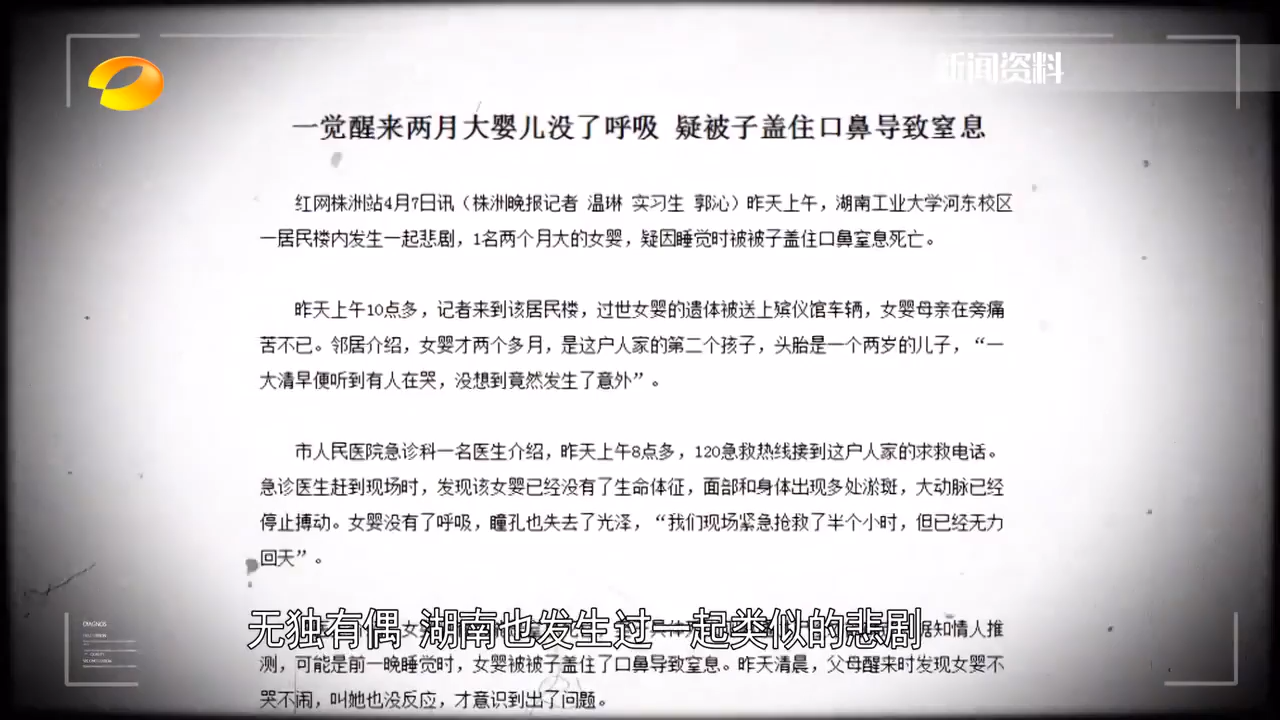 新闻资料
一觉醒来两月大婴儿没了呼吸 疑被子盖住口鼻导致窒息
红网株洲站4月7日讯（株洲晚报记者 温琳 实习生 郭沁）昨天上午，湖南工业大学河东校区
一居民楼内发生一起悲剧，1名两个月大的女婴，疑因睡觉时被被子盖住口鼻窒息死亡。
昨天上午10点多，记者来到该居民楼，过世女婴的遗体被送上殡仪馆车辆，女婴母亲在旁痛
苦不已。邻居介绍，女婴才两个多月，是这户人家的第二个孩子，头胎是一个两岁的儿子，“一
大清早便听到有人在哭，没想到竟然发生了意外”。
市人民医院急诊科一名医生介绍，昨天上午8点多，120急救热线接到这户人家的求救电话。
急诊医生赶到现场时，发现该女婴已经没有了生命体征，面部和身体出现多处淤斑，大动脉已经
停止搏动。女婴没有了呼吸，瞳孔也失去了光泽，“我们现场紧急抢救了半个小时，但已经无力
回天”。
无独有偶 湖南也发生过一起类似的悲剧
据知情人推
测，可能是前一晚睡觉时，女婴被被子盖住了口鼻导致窒息。昨天清晨，父母醒来时发现女婴不
哭不闹，叫她也没反应，才意识到出了问题。
DIAGNOS